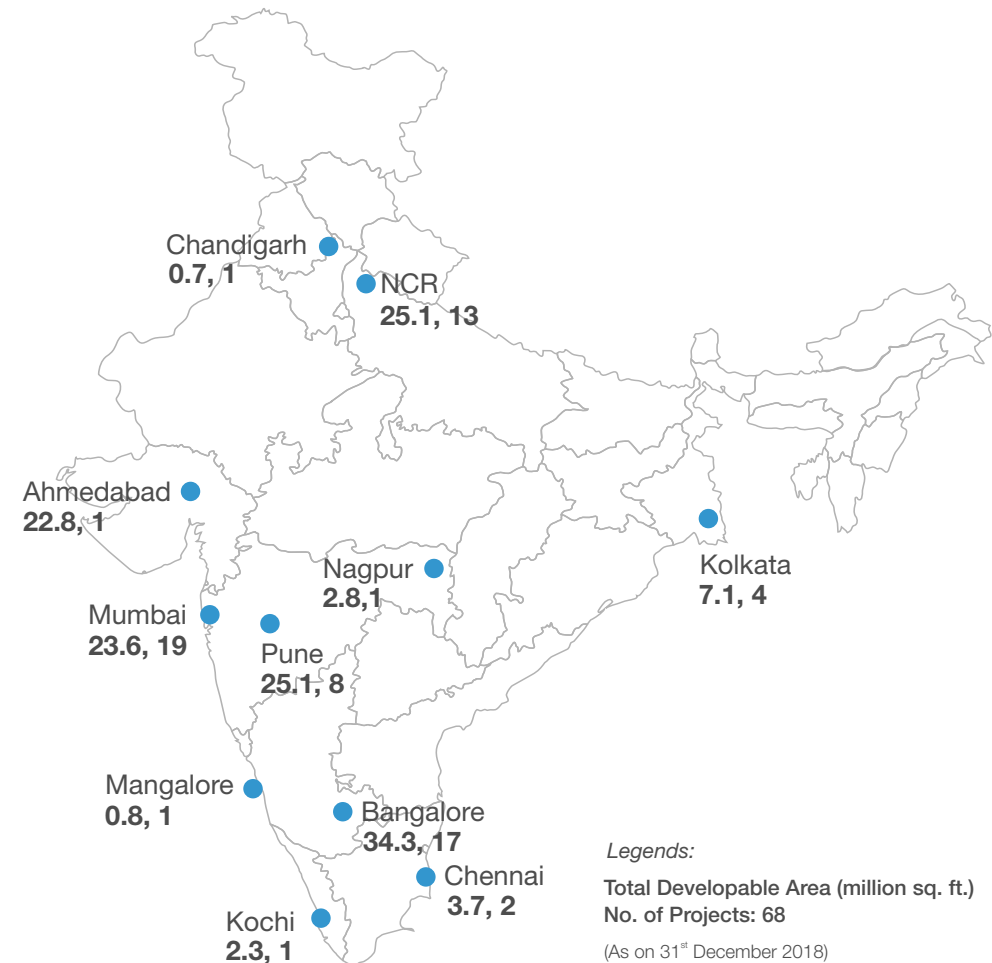 Chandigarh
0.7, 1
NCR
25.1, 13
Ahmedabad
22.8, 1
Nagpur
2.8,1
Kolkata
7.1, 4
Mumbai
23.6, 19
Pune
25.1, 8
Mangalore
0.8, 1
Bangalore
34.3, 17
Chennai
3.7, 2
Kochi
2.3, 1
Legends:
Total Developable Area (million sq. ft.)
No. of Projects: 68
(As on 31st December 2018)